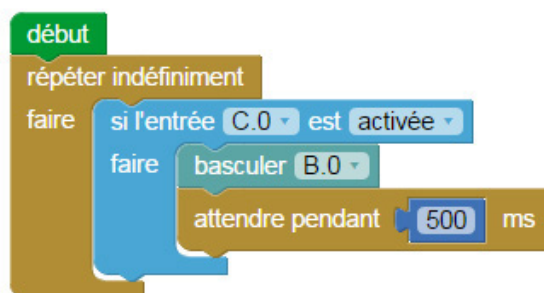 début
répéter indéfiniment
faire si l'entrée C.0 est activée
faire basculer B.0
attendre pendant 500 ms